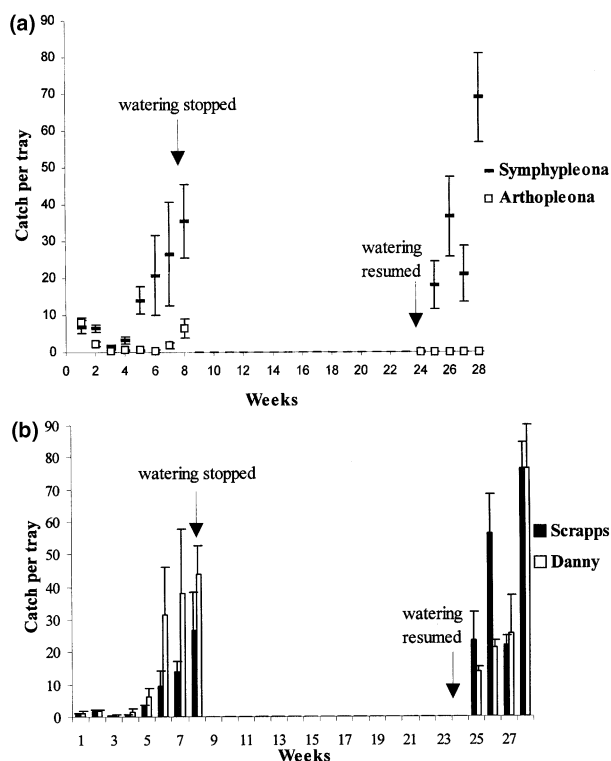 (a)
90
80
70
60
50
40
30
20
10
0
Catch per tray
watering stopped
watering
resumed
Symphypleona
Arthopleona
0 2 4 6 8 10 12 14 16 18 20 22 24 26 28
Weeks
(b)
90
80
70
60
50
40
30
20
10
0
Catch per tray
watering stopped
watering
resumed
Scrapps
Danny
1 3 5 7 9 11 13 15 17 19 21 23 25 27
Weeks